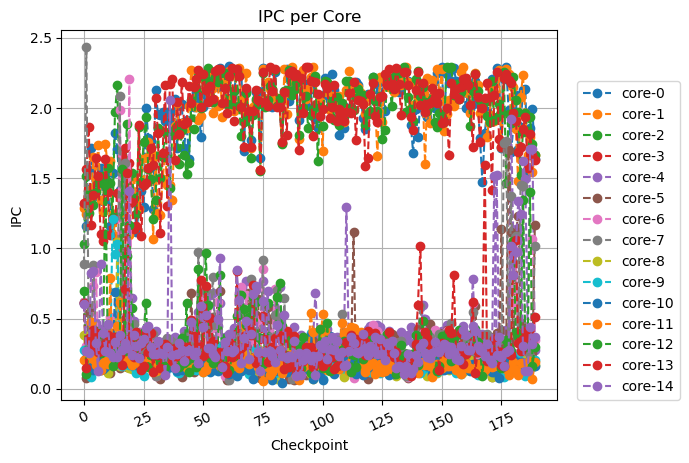 IPC per Core
2.5
2.0
1.5
1.0
0.5
0.0
IPC
0
25
50
75
100
125
150
175
Checkpoint
core-0
core-1
core-2
core-3
core-4
core-5
core-6
core-7
core-8
core-9
core-10
core-11
core-12
core-13
core-14